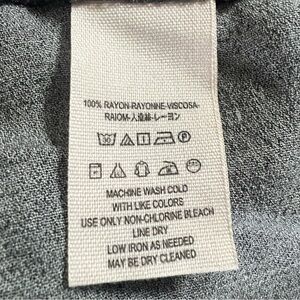 100% RAYON-RAYONNE-VISCOSA-
RAIOM-人造絲-レーヨン
30 P
MACHINE WASH COLD
WITH LIKE COLORS
USE ONLY NON-CHLORINE BLEACH
LINE DRY
LOW IRON AS NEEDED
MAY BE DRY CLEANED